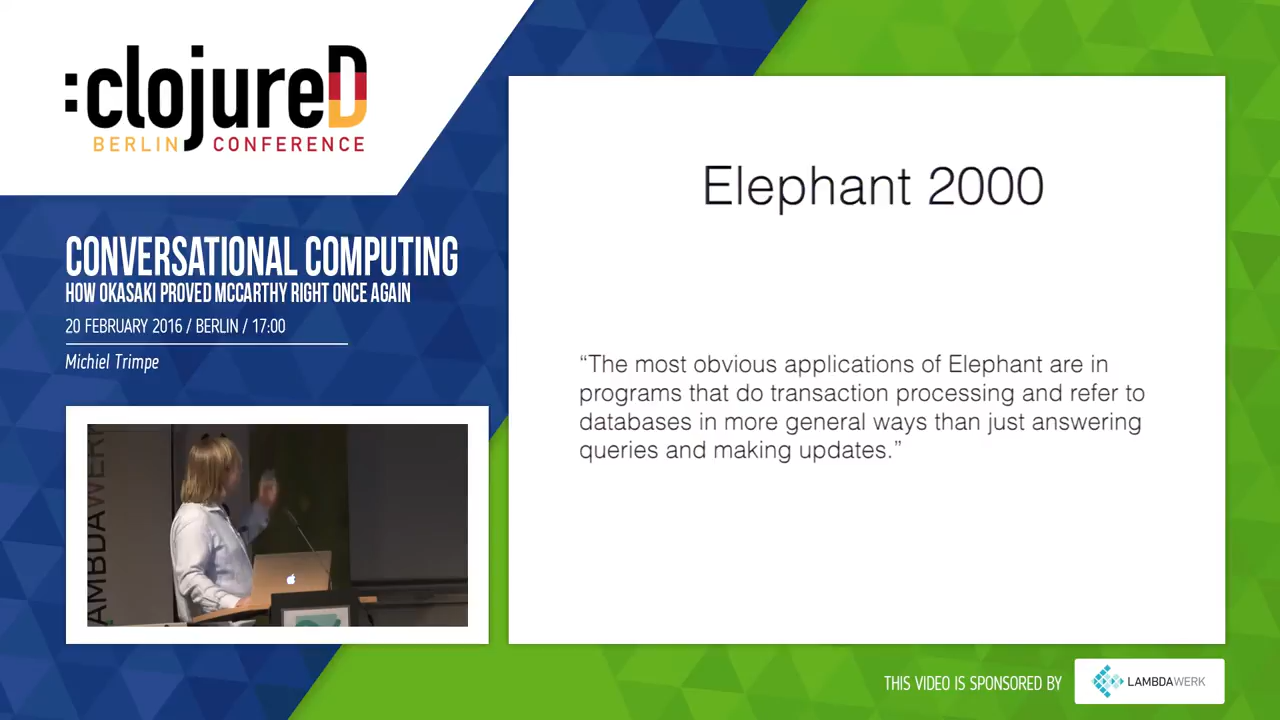 :clojureD
BERLIN CONFERENCE
CONVERSATIONAL COMPUTING
HOW OKASAKI PROVED MCCARTHY RIGHT ONCE AGAIN
20 FEBRUARY 2016 / BERLIN / 17:00
Michiel Trimpe
AMBDAWERK
Elephant 2000
“The most obvious applications of Elephant are in
programs that do transaction processing and refer to
databases in more general ways than just answering
queries and making updates.”
THIS VIDEO IS SPONSORED BY
LAMBDAWERK